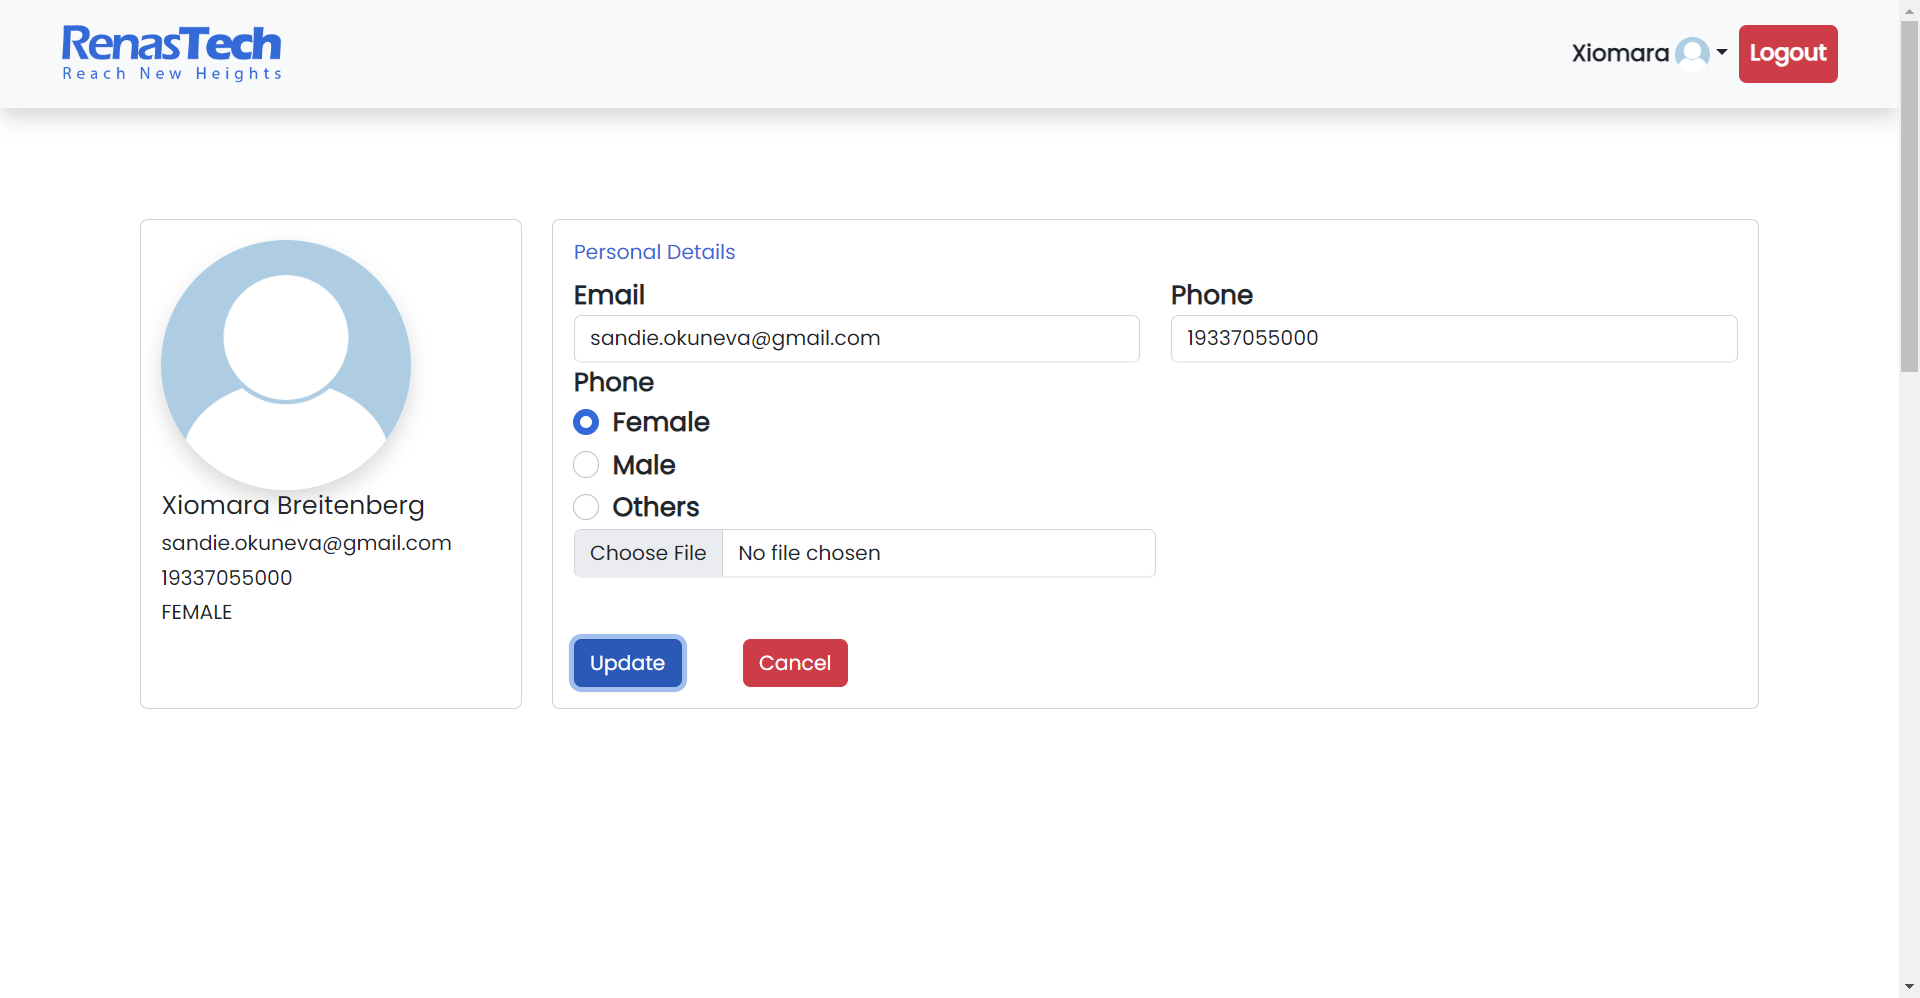 RenasTech
Reach New Heights
Xiomara
Logout
Xiomara Breitenberg
sandie.okuneva@gmail.com
19337055000
FEMALE
Personal Details
Email
Phone
sandie.okuneva@gmail.com
19337055000
Phone
Female
Male
Others
Choose File No file chosen
Update
Cancel